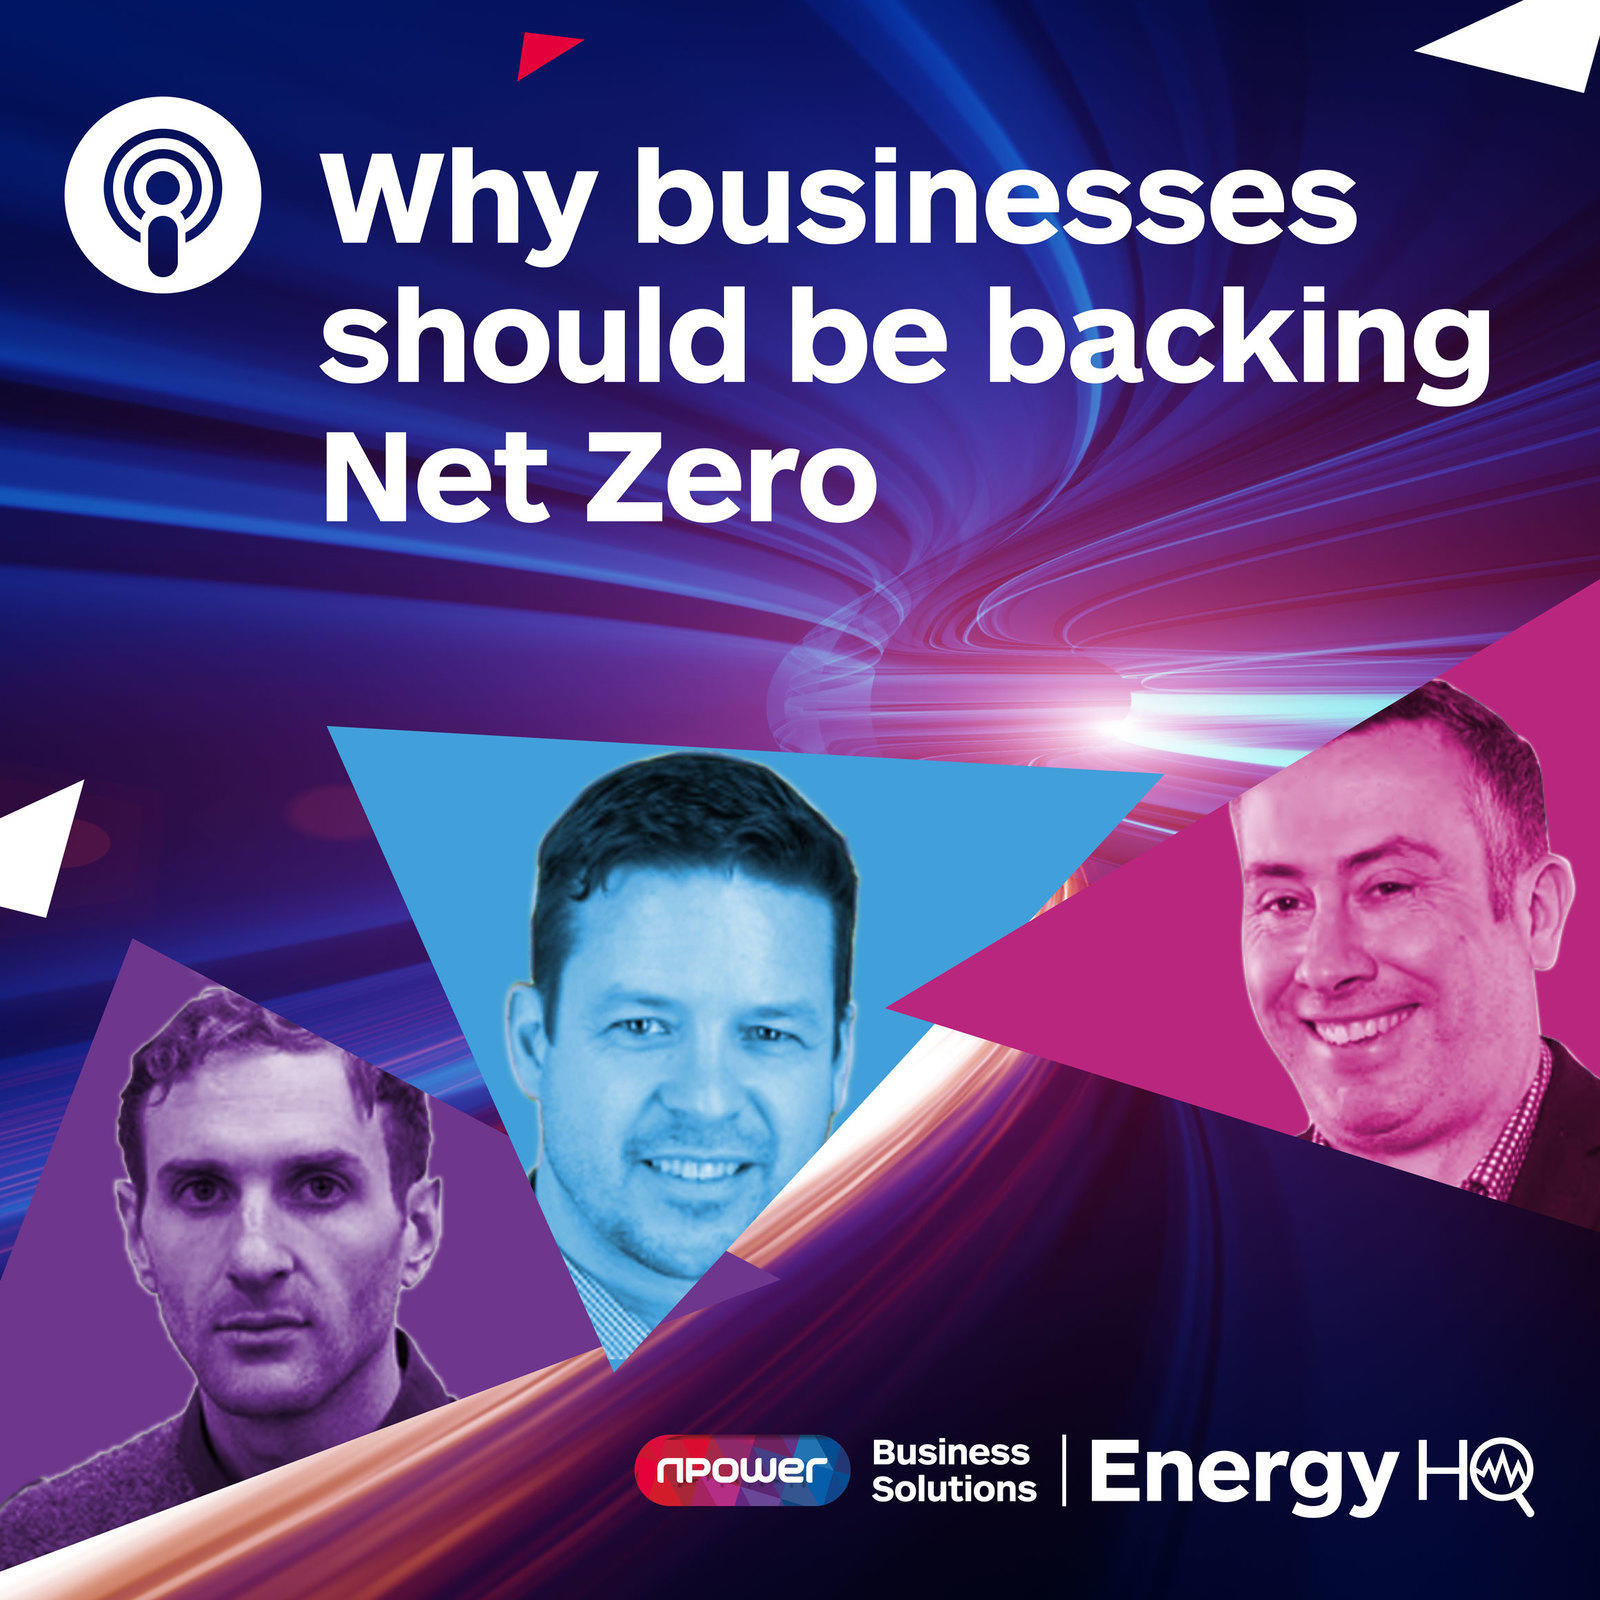 Why businesses
should be backing
Net Zero
npower
Business
Solutions
Energy HQ